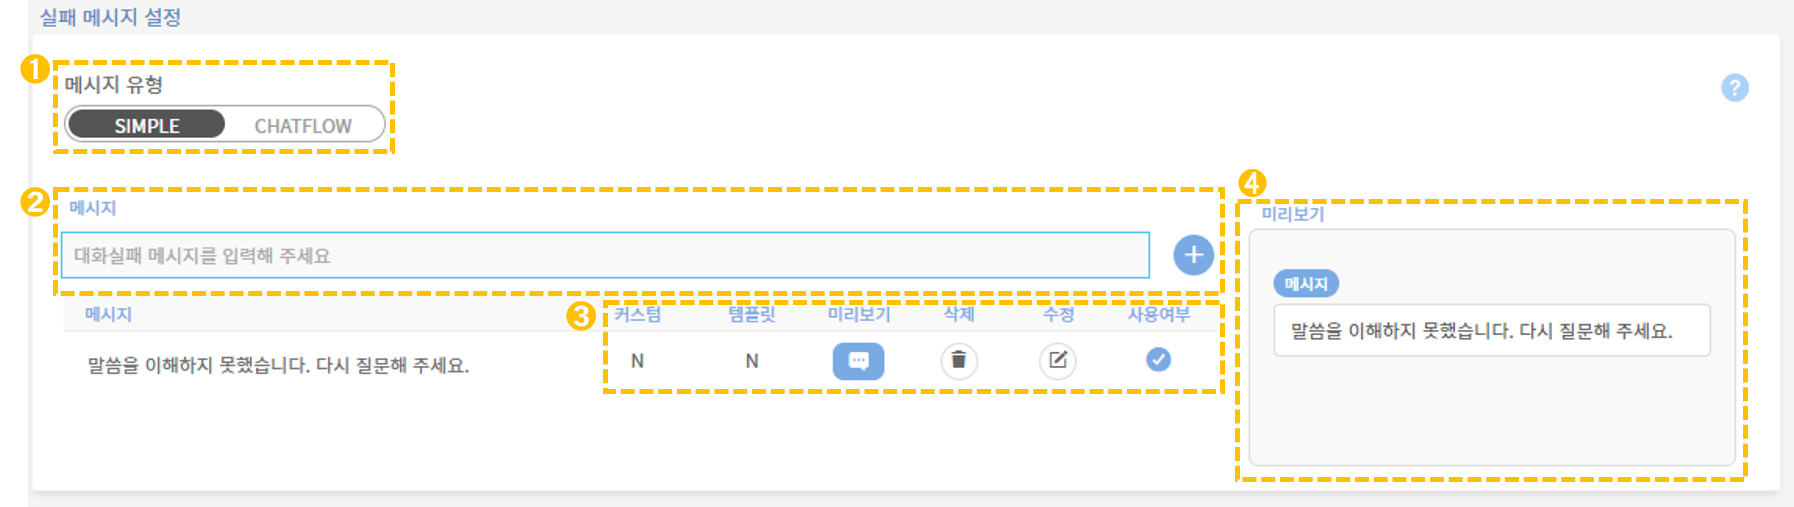 실패 메시지 설정
1
메시지 유형
?
SIMPLE CHATFLOW
2
메시지
대화실패 메시지를 입력해 주세요
+
3
메시지 커스텀 템플릿 미리보기 삭제 수정 사용여부
말씀을 이해하지 못했습니다. 다시 질문해 주세요. N N
4
미리보기
메시지
말씀을 이해하지 못했습니다. 다시 질문해 주세요.